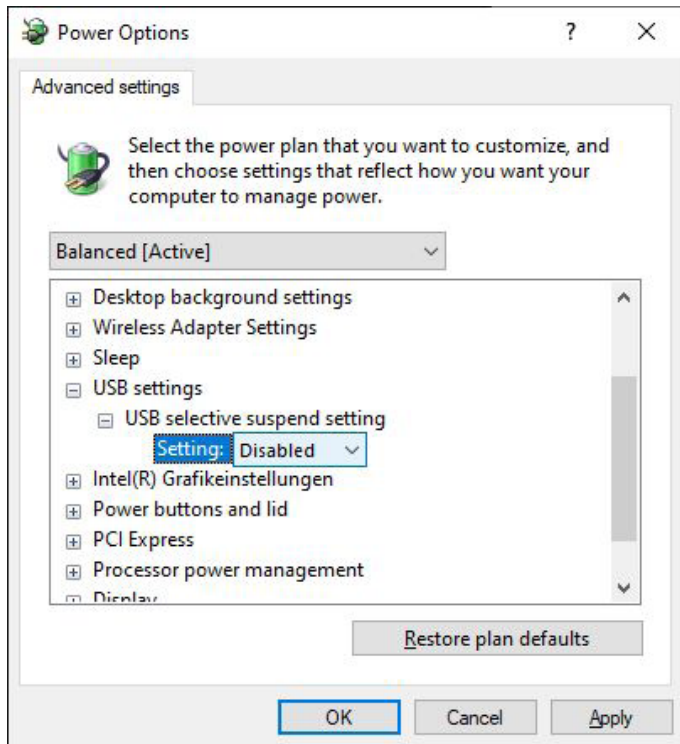 Power Options
?
Advanced settings
Select the power plan that you want to customize, and
then choose settings that reflect how you want your
computer to manage power.
Balanced [Active]
Desktop background settings
Wireless Adapter Settings
Sleep
USB settings
USB selective suspend setting
Setting: Disabled
Intel(R) Grafikeinstellungen
Power buttons and lid
PCI Express
Processor power management
Display
Restore plan defaults
OK Cancel Apply